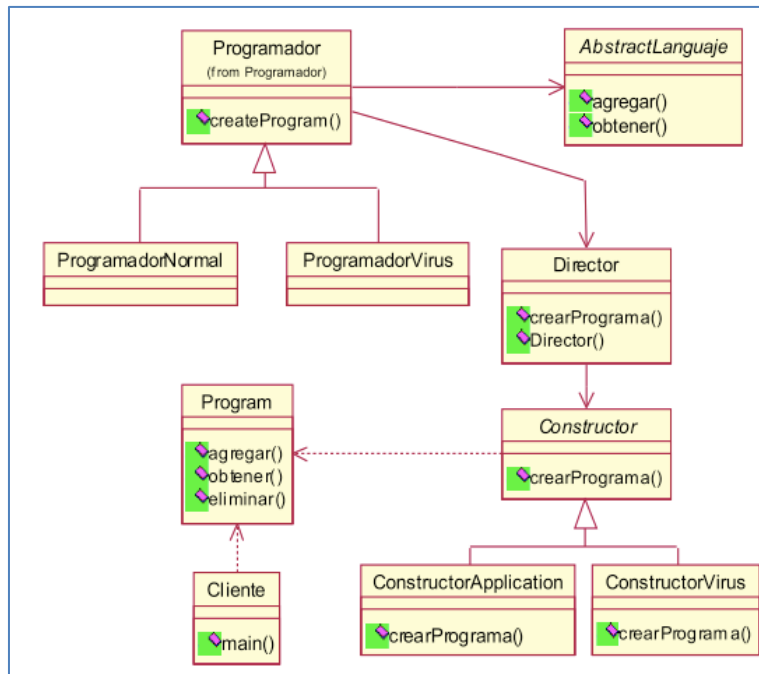 Programador
(from Programador)
createProgram()
AbstractLanguaje
agregar()
obtener()
ProgramadorNormal
ProgramadorVirus
Director
crearPrograma()
Director()
Program
agregar()
obtener()
eliminar()
Constructor
crearPrograma()
Cliente
main()
ConstructorApplication
crearPrograma()
ConstructorVirus
crearPrograma()